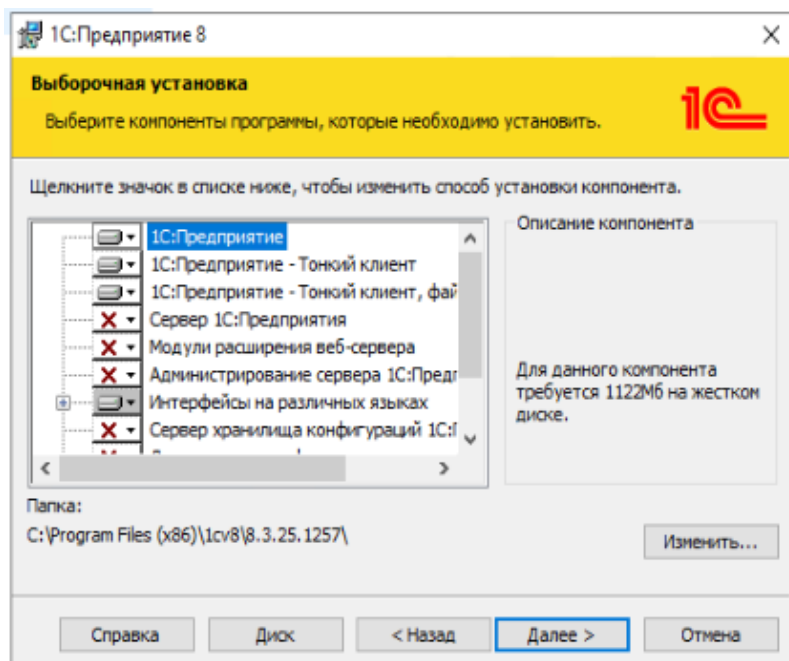 1С:Предприятие 8
Выборочная установка
Выберите компоненты программы, которые необходимо установить.
1С
Щелкните значок в списке ниже, чтобы изменить способ установки компонента.
1С:Предприятие
1С:Предприятие - Тонкий клиент
1С:Предприятие - Тонкий клиент, фай
Сервер 1С:Предприятия
Модули расширения веб-сервера
Администрирование сервера 1С:Предг
Интерфейсы на различных языках
Сервер хранилища конфигураций 1С:Г
Описание компонента
Для данного компонента
требуется 1122Мб на жестком
диске.
Папка:
C:\Program Files (x86)\1cv8\8.3.25.1257\
Изменить...
Справка
Диск
< Назад
Далее >
Отмена